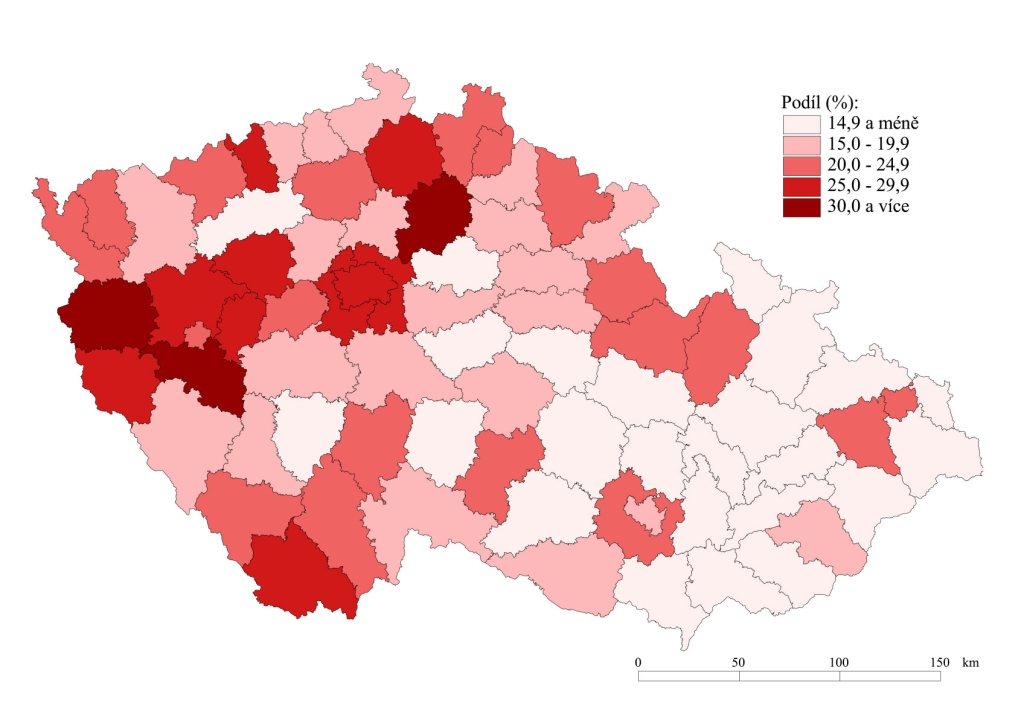 Podíl (%):
14,9 a méně
15,0 - 19,9
20,0 - 24,9
25,0 - 29,9
30,0 a více
0 50 100 150 km